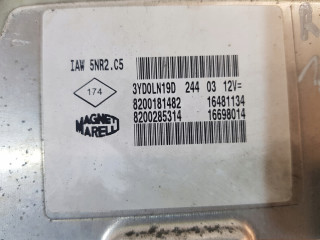 IAW 5NR2.C5
174
3YD0LN19D 244 03 12V=
8200181482 16481134
8200285314 16698014
MAGNETI
MARELLI